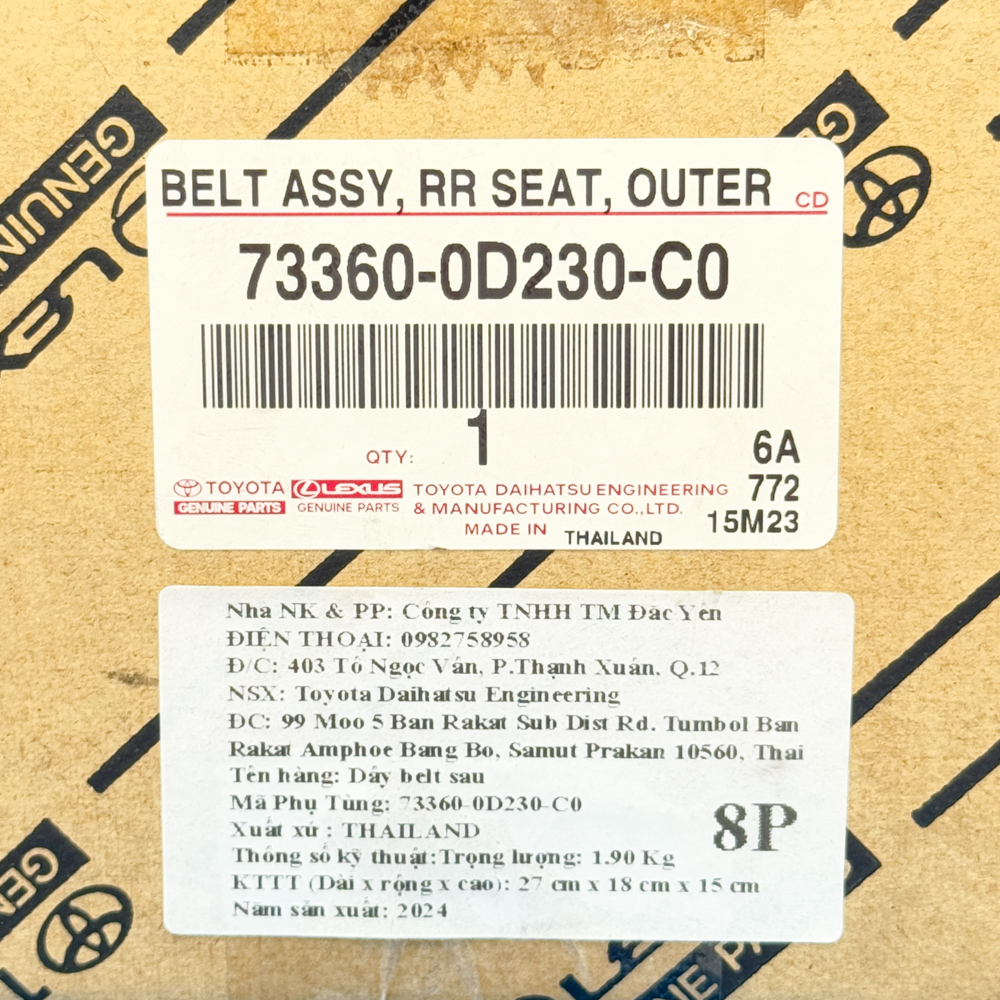 GENUIN
BELT ASSY, RR SEAT, OUTER CD
73360-0D230-C0
QTY: 1
6A
TOYOTA LEXUS TOYOTA DAIHATSU ENGINEERING 772
GENUINE PARTS GENUINE PARTS & MANUFACTURING CO.,LTD. 15M23
MADE IN THAILAND
Nha NK & PP: Công ty TNHH TM Đăc Yên
ĐIỆN THOẠI: 0982758958
Đ/C: 403 Tô Ngọc Vân, P.Thạnh Xuân, Q.12
NSX: Toyota Daihatsu Engineering
ĐC: 99 Moo 5 Ban Rakat Sub Dist Rd. Tumbol Ban
Rakat Amphoe Bang Bo, Samut Prakan 10560, Thai
Tên hàng: Dây belt sau
Mã Phụ Tùng: 73360-0D230-C0
Xuất xứ : THAILAND
8P
Thông số kỹ thuật:Trọng lượng: 1.90 Kg
KTTT (Dài x rộng x cao): 27 cm x 18 cm x 15 cm
Năm sản xuất: 2024